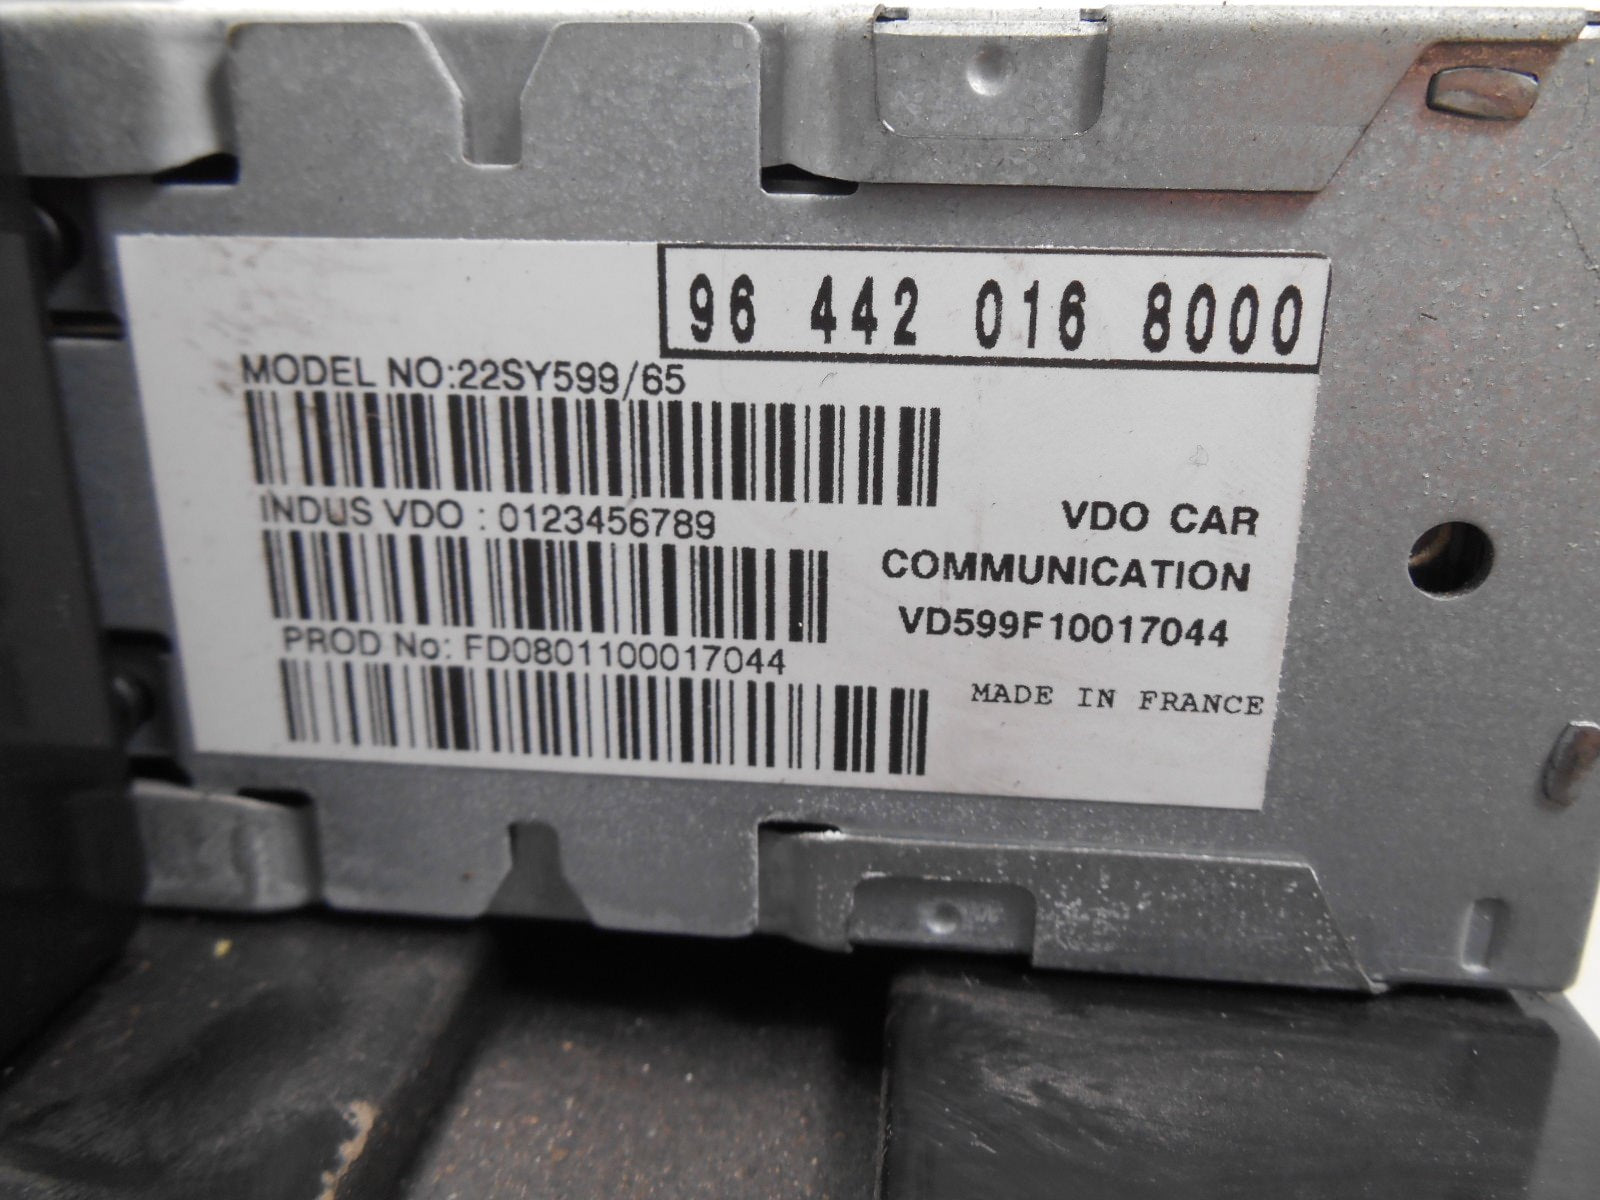 96 442 016 8000
MODEL NO:22SY599/65
INDUS VDO : 0123456789
VDO CAR
COMMUNICATION
VD599F10017044
PROD No: FD0801100017044
MADE IN FRANCE